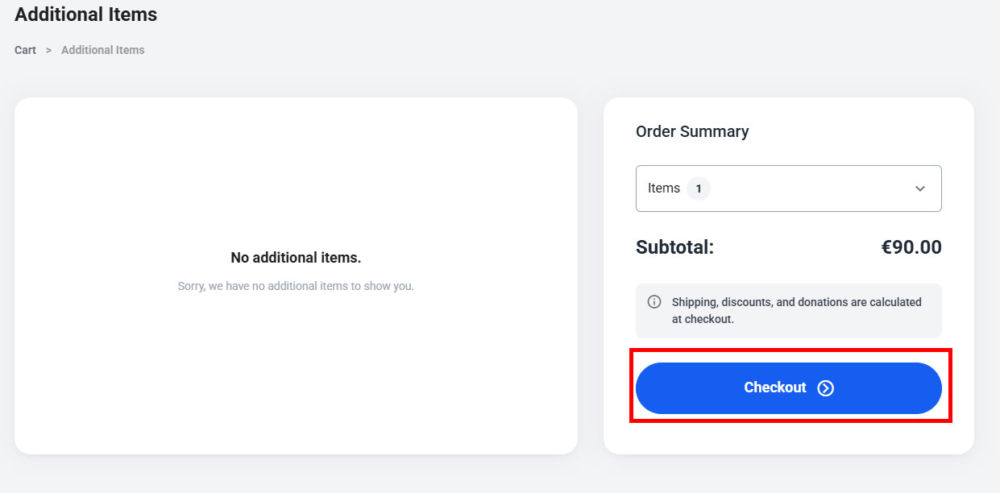 Additional Items
Cart > Additional Items
No additional items.
Sorry, we have no additional items to show you.
Order Summary
Items 1
Subtotal: €90.00
Shipping, discounts, and donations are calculated
at checkout.
Checkout